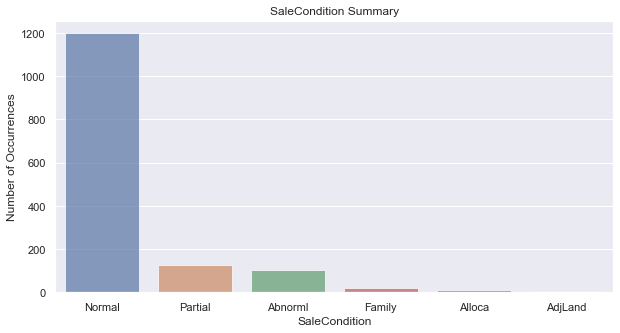 SaleCondition Summary
Number of Occurrences
1200
1000
800
600
400
200
0
Normal Partial Abnorml Family Alloca AdjLand
SaleCondition